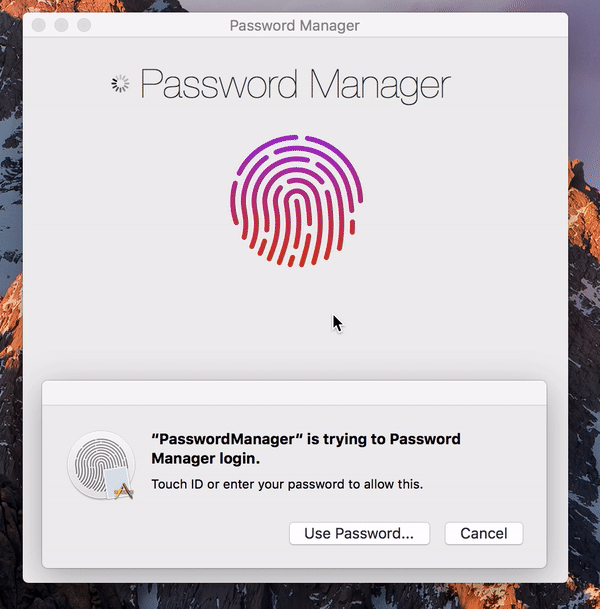 Password Manager
Password Manager
“PasswordManager” is trying to Password
Manager login.
Touch ID or enter your password to allow this.
Use Password...
Cancel